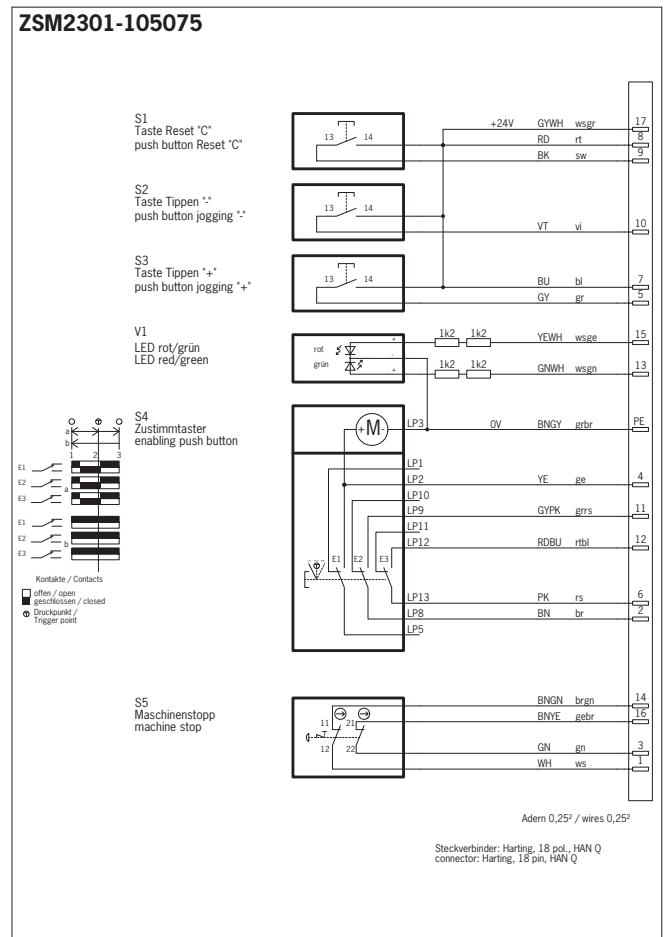 ZSM2301-105075
S1
Taste Reset "C"
push button Reset "C"
13 14
+24V GYWH wsgr 17
RD rt 8
BK sw 9
S2
Taste Tippen "-"
push button jogging "-"
13 14
VT vi 10
S3
Taste Tippen "+"
push button jogging "+"
13 14
BU bl 7
GY gr 5
V1
LED rot/grün
LED red/green
rot
grün
+
-
+
1k2 1k2 YEWH wsge 15
1k2 1k2 GNWH wsgn 13
S4
Zustimmtaster
enabling push button
+M-
LP3 0V BNGY grbr PE
LP1
LP2 YE ge 4
LP10
LP9 GYPK grrs 11
LP11
LP12 RDBU rtbl 12
E1 E2 E3
LP13 PK rs 6
LP8 BN br 2
LP5
a
b
1 2 3
E1
E2
a
E3
E1
E2
b
E3
Kontakte / Contacts
offen / open
geschlossen / closed
Druckpunkt /
Trigger point
S5
Maschinenstopp
machine stop
11 21
12 22
BNGN brgn 14
BNYE gebr 16
GN gn 3
WH ws 1
Adern 0,25² / wires 0,25²
Steckverbinder: Harting, 18 pol., HAN Q
connector: Harting, 18 pin, HAN Q